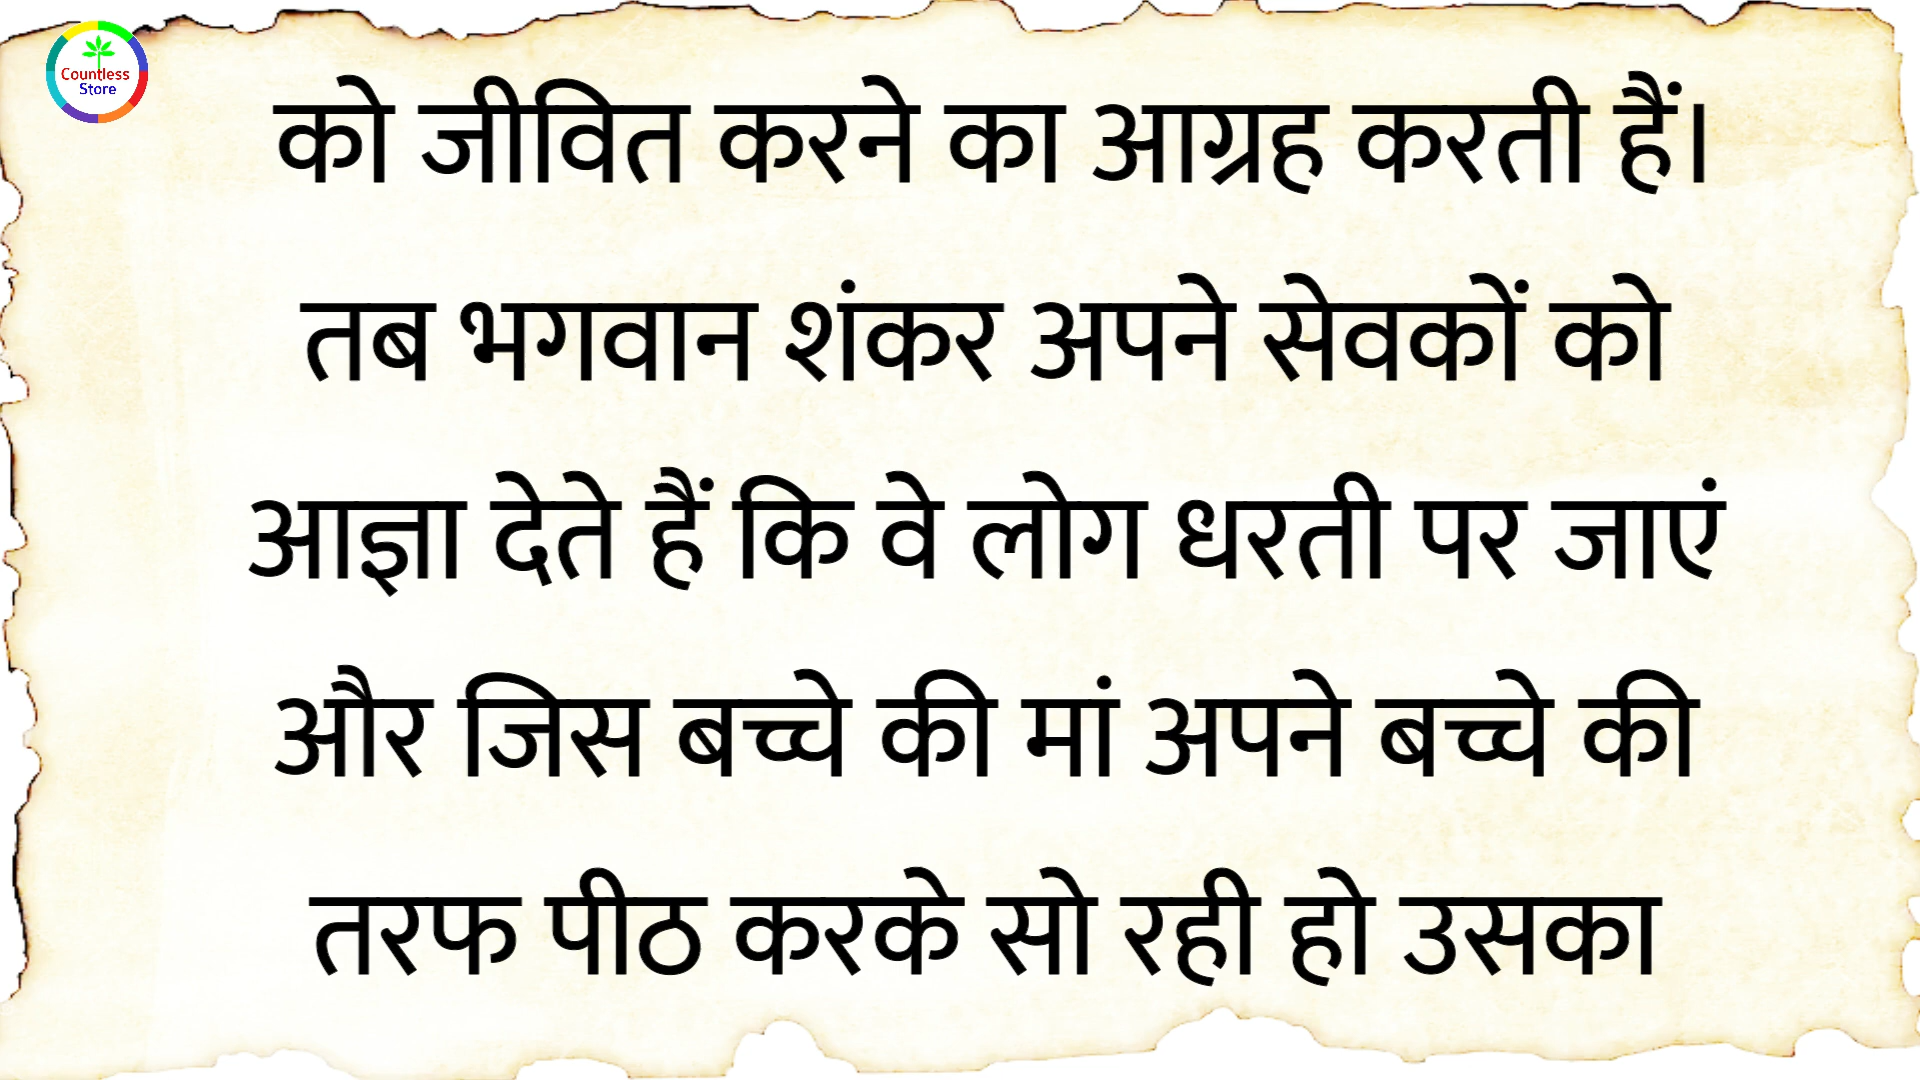 Countless
Store
को जीवित करने का आग्रह करती हैं।
तब भगवान शंकर अपने सेवकों को
आज्ञा देते हैं कि वे लोग धरती पर जाएं
और जिस बच्चे की मां अपने बच्चे की
तरफ पीठ करके सो रही हो उसका